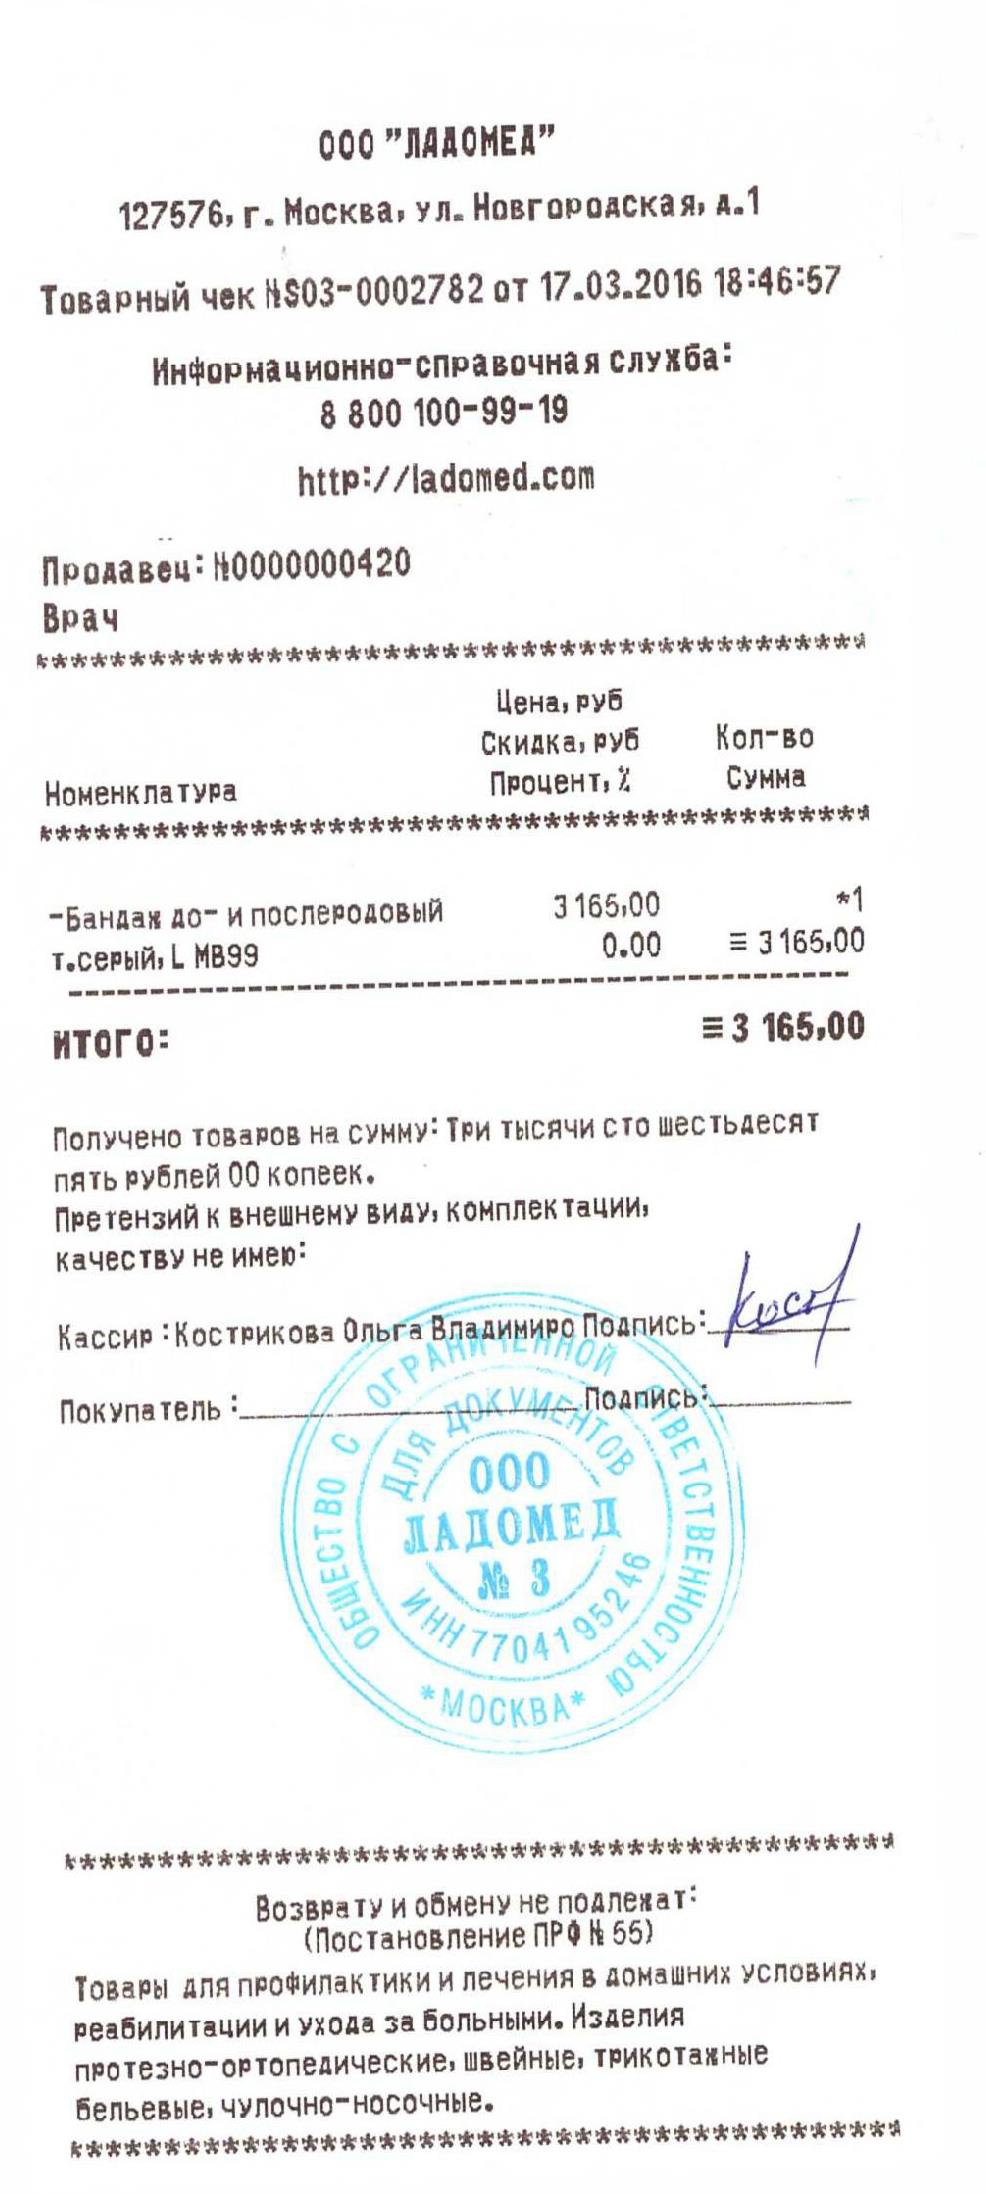 ООО "ЛАДОМЕД"
127576, г. Москва, ул. Новгородская, д.1
Товарный чек №S03-0002782 от 17.03.2016 18:46:57
Информационно-справочная служба:
8 800 100-99-19
http://ladomed.com
Продавец: №0000000420
Врач
*************************************************
Цена, руб
Скидка, руб Кол-во
Номенклатура Процент, % Сумма
*************************************************
-Бандаж до- и послеродовый 3 165,00 *1
т.серый, L MB99 0.00 ≡ 3 165,00
--------------------------------------------
ИТОГО: ≡ 3 165,00
Получено товаров на сумму: Три тысячи сто шестьдесят
пять рублей 00 копеек.
Претензий к внешнему виду, комплектации,
качеству не имею:
Кассир :Кострикова Ольга Владимиро Подпись:
Покупатель : Подпись:
ОБЩЕСТВО С ОГРАНИЧЕННОЙ ОТВЕТСТВЕННОСТЬЮ
ДЛЯ ДОКУМЕНТОВ
ООО
ЛАДОМЕД
№ 3
ИНН 7704195246
*МОСКВА*
*************************************************
Возврату и обмену не подлежат:
(Постановление ПРФ № 55)
Товары для профилактики и лечения в домашних условиях,
реабилитации и ухода за больными. Изделия
протезно-ортопедические, швейные, трикотажные
бельевые, чулочно-носочные.
*************************************************